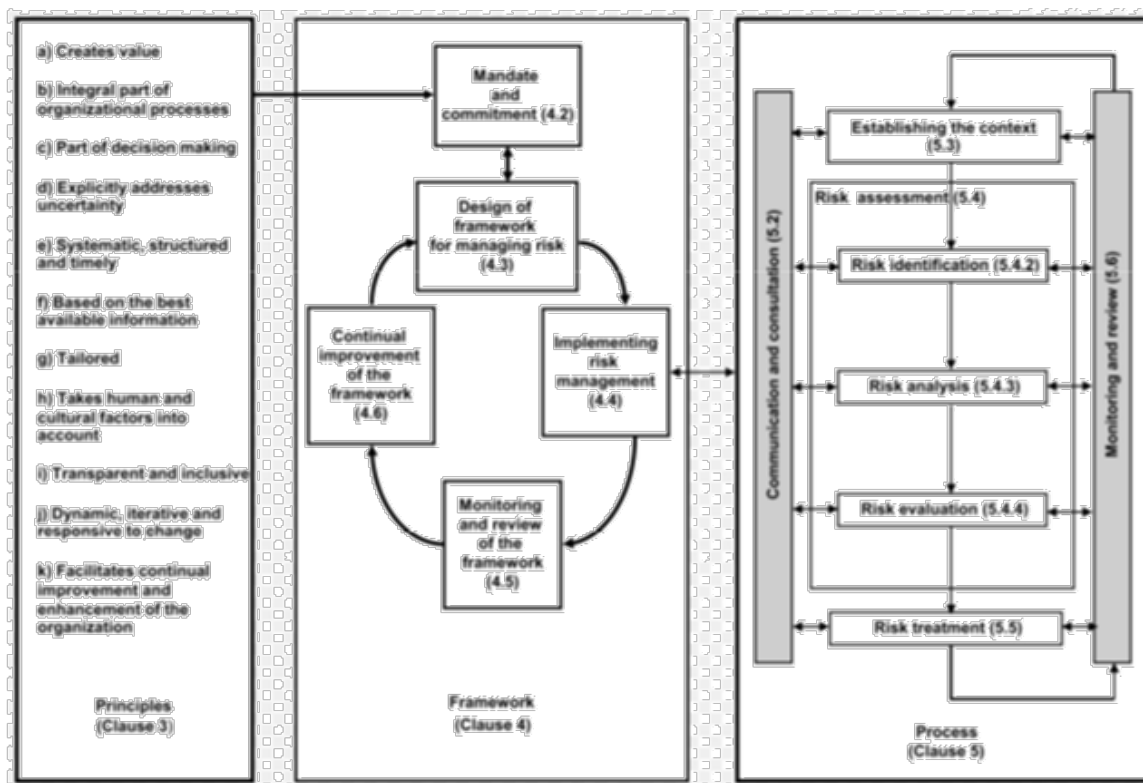 a) Creates value
b) Integral part of
organizational processes
c) Part of decision making
d) Explicitly addresses
uncertainty
e) Systematic, structured
and timely
f) Based on the best
available information
g) Tailored
h) Takes human and
cultural factors into
account
i) Transparent and inclusive
j) Dynamic, iterative and
responsive to change
k) Facilitates continual
improvement and
enhancement of the
organization
Principles
(Clause 3)
Mandate
and
commitment (4.2)
Design of
framework
for managing risk
(4.3)
Continual
improvement
of the
framework
(4.6)
Implementing
risk
management
(4.4)
Monitoring
and review
of the
framework
(4.5)
Framework
(Clause 4)
Communication and consultation (5.2)
Establishing the context
(5.3)
Risk assessment (5.4)
Risk identification (5.4.2)
Risk analysis (5.4.3)
Risk evaluation (5.4.4)
Risk treatment (5.5)
Monitoring and review (5.6)
Process
(Clause 5)